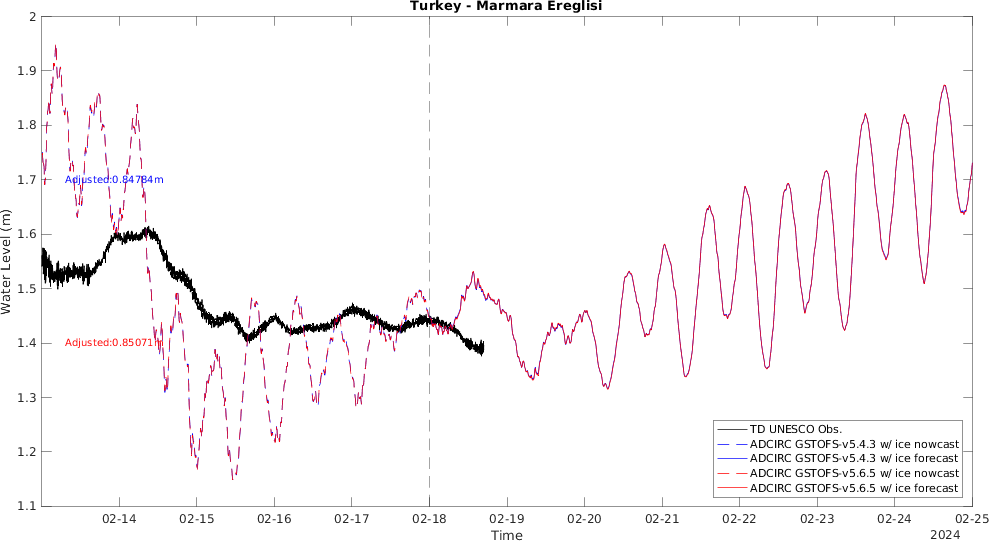 Turkey - Marmara Ereglisi
2
1.9
1.8
1.7
1.6
1.5
1.4
1.3
1.2
1.1
Water Level (m)
Adjusted:0.84784m
Adjusted:0.85071m
TD UNESCO Obs.
ADCIRC GSTOFS-v5.4.3 w/ ice nowcast
ADCIRC GSTOFS-v5.4.3 w/ ice forecast
ADCIRC GSTOFS-v5.6.5 w/ ice nowcast
ADCIRC GSTOFS-v5.6.5 w/ ice forecast
02-14 02-15 02-16 02-17 02-18 02-19 02-20 02-21 02-22 02-23 02-24 02-25
Time
2024